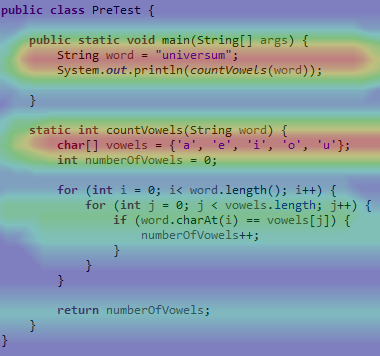 public class PreTest {
public static void main(String[] args) {
String word = "universum";
System.out.println(countVowels(word));
}
static int countVowels(String word) {
char[] vowels = {'a', 'e', 'i', 'o', 'u'};
int numberOfVowels = 0;
for (int i = 0; i< word.length(); i++) {
for (int j = 0; j < vowels.length; j++) {
if (word.charAt(i) == vowels[j]) {
numberOfVowels++;
}
}
}
return numberOfVowels;
}
}